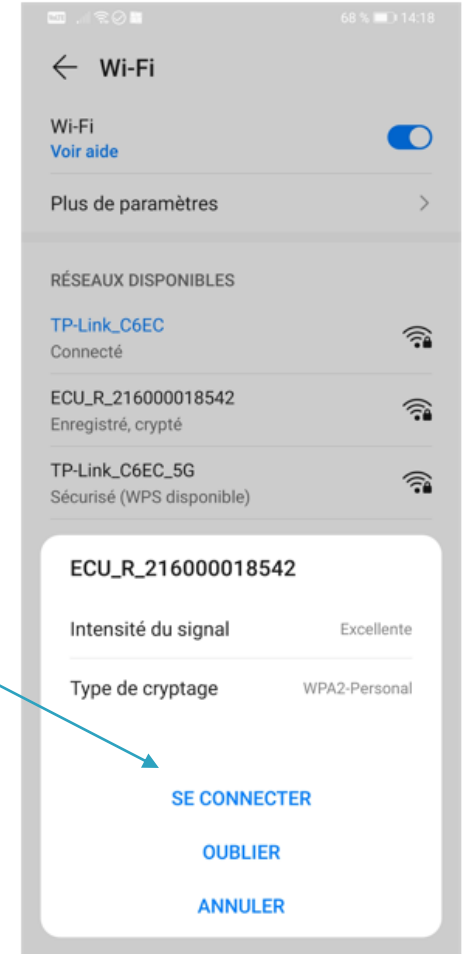 68 % 14:18
Wi-Fi
Wi-Fi
Voir aide
Plus de paramètres
RÉSEAUX DISPONIBLES
TP-Link_C6EC
Connecté
ECU_R_216000018542
Enregistré, crypté
TP-Link_C6EC_5G
Sécurisé (WPS disponible)
ECU_R_216000018542
Intensité du signal Excellente
Type de cryptage WPA2-Personal
SE CONNECTER
OUBLIER
ANNULER